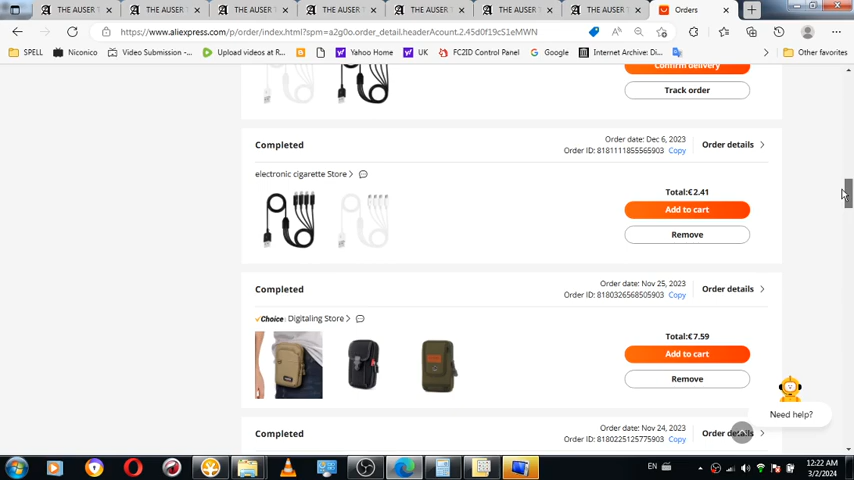 THE AUSER T
THE AUSER T
THE AUSER T
THE AUSER T
THE AUSER T
THE AUSER T
THE AUSER T
Orders
https://www.aliexpress.com/p/order/index.html?spm=a2g0o.order_detail.headerAcount.2.45d0f19cS1eMWN
SPELL
Niconico
Video Submission -...
Upload videos at R...
Yahoo Home
UK
FC2ID Control Panel
Google
Internet Archive: Di...
Other favorites
Confirm delivery
Track order
Completed
Order date: Dec 6, 2023
Order ID: 8181111855565903 Copy
Order details
electronic cigarette Store
Total:€2.41
Add to cart
Remove
Completed
Order date: Nov 25, 2023
Order ID: 8180326568505903 Copy
Order details
Choice Digitaling Store
Total:€7.59
Add to cart
Remove
Need help?
Completed
Order date: Nov 24, 2023
Order ID: 8180225125775903 Copy
Order details
EN
12:22 AM
3/2/2024